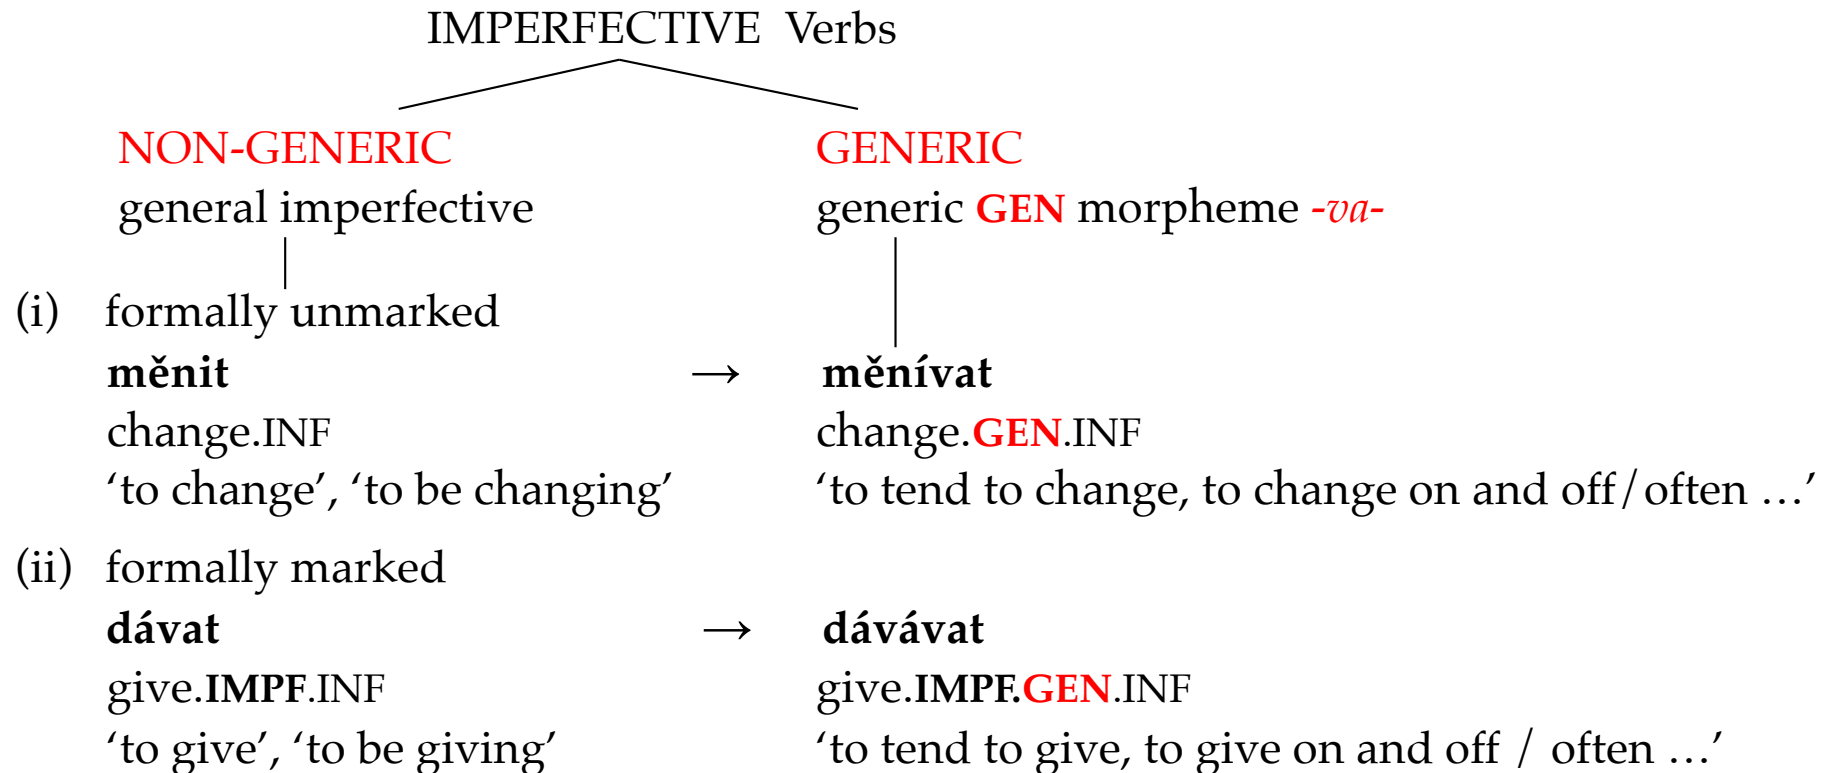 IMPERFECTIVE Verbs
NON-GENERIC GENERIC
general imperfective generic GEN morpheme -va-
(i) formally unmarked
měnit → měnívat
change.INF change.GEN.INF
‘to change’, ‘to be changing’ ‘to tend to change, to change on and off/often …’
(ii) formally marked
dávat → dávávat
give.IMPF.INF give.IMPF.GEN.INF
‘to give’, ‘to be giving’ ‘to tend to give, to give on and off / often …’